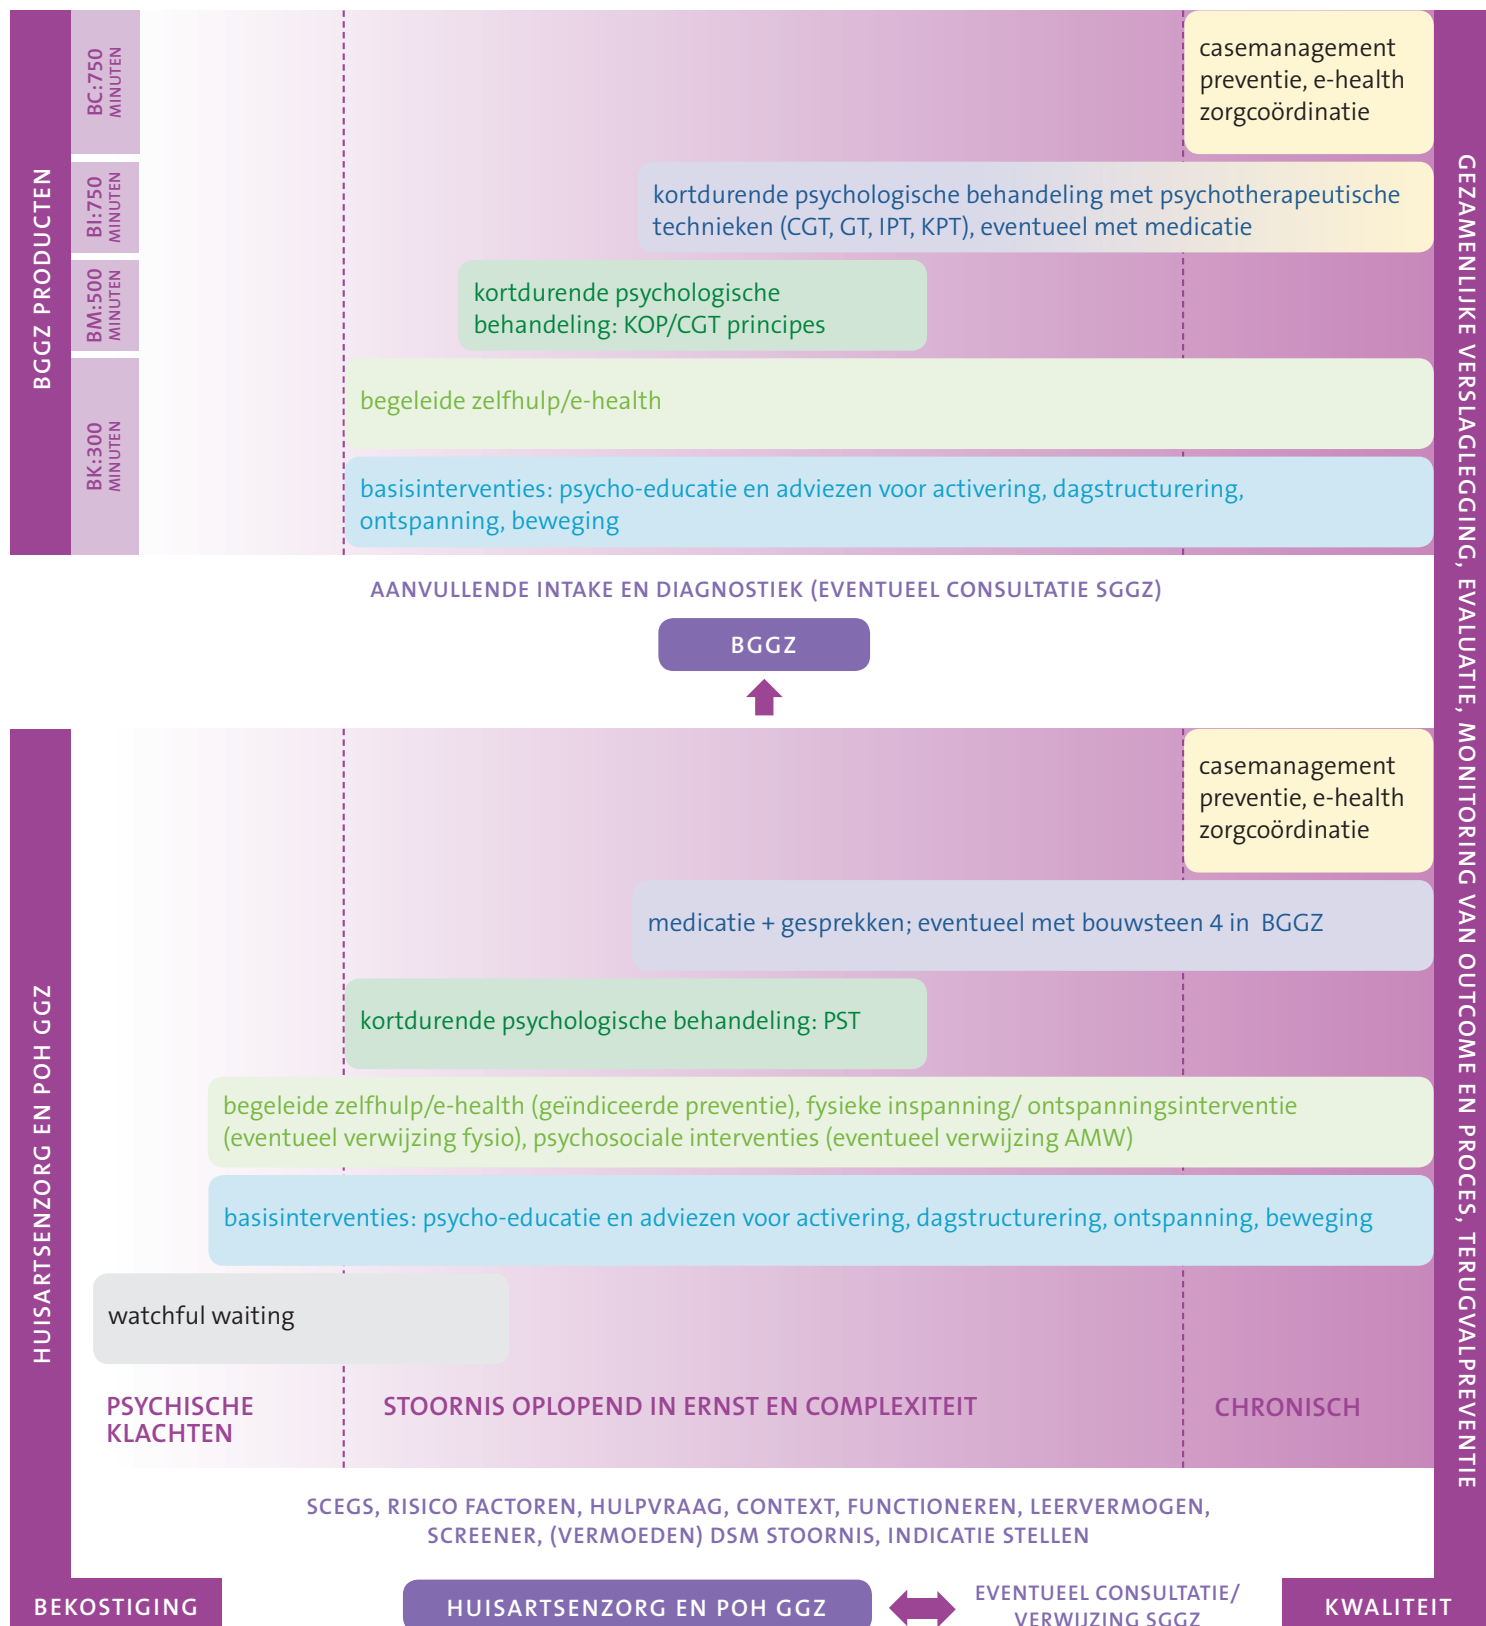 BGGZ PRODUCTEN
BC:750
MINUTEN
casemanagement
preventie, e-health
zorgcoördinatie
BI:750
MINUTEN
kortdurende psychologische behandeling met psychotherapeutische
technieken (CGT, GT, IPT, KPT), eventueel met medicatie
BM:500
MINUTEN
kortdurende psychologische
behandeling: KOP/CGT principes
BK:300
MINUTEN
begeleide zelfhulp/e-health
basisinterventies: psycho-educatie en adviezen voor activering, dagstructurering,
ontspanning, beweging
AANVULLENDE INTAKE EN DIAGNOSTIEK (EVENTUEEL CONSULTATIE SGGZ)
BGGZ
HUISARTSENZORG EN POH GGZ
casemanagement
preventie, e-health
zorgcoördinatie
medicatie + gesprekken; eventueel met bouwsteen 4 in BGGZ
kortdurende psychologische behandeling: PST
begeleide zelfhulp/e-health (geïndiceerde preventie), fysieke inspanning/ ontspanningsinterventie
(eventueel verwijzing fysio), psychosociale interventies (eventueel verwijzing AMW)
basisinterventies: psycho-educatie en adviezen voor activering, dagstructurering, ontspanning, beweging
watchful waiting
PSYCHISCHE
KLACHTEN
STOORNIS OPLOPEND IN ERNST EN COMPLEXITEIT
CHRONISCH
GEZAMENLIJKE VERSLAGLEGGING, EVALUATIE, MONITORING VAN OUTCOME EN PROCES, TERUGVALPREVENTIE
SCEGS, RISICO FACTOREN, HULPVRAAG, CONTEXT, FUNCTIONEREN, LEERVERMOGEN,
SCREENER, (VERMOEDEN) DSM STOORNIS, INDICATIE STELLEN
BEKOSTIGING
HUISARTSENZORG EN POH GGZ
EVENTUEEL CONSULTATIE/
VERWIJZING SGGZ
KWALITEIT